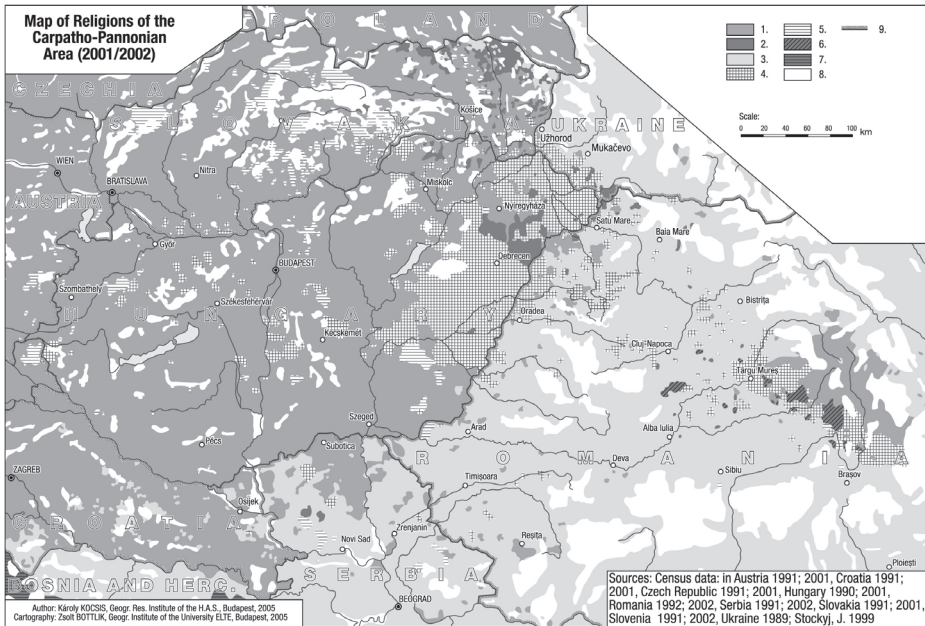 Map of Religions of the
Carpatho-Pannonian
Area (2001/2002)
POLAND
CZECHIA
SLOVAKIA
UKRAINE
AUSTRIA
HUNGARY
ROMANIA
CROATIA
SERBIA
BOSNIA AND HERC.
1.
2.
3.
4.
5.
6.
7.
8.
9.
Scale:
0 20 40 60 80 100 km
Košice
Užhorod
Mukačevo
WIEN
BRATISLAVA
Nitra
Miskolc
Nyíregyháza
Satu Mare
Baia Mare
Győr
BUDAPEST
Debrecen
Szombathely
Székesfehérvár
Kecskemét
Oradea
Bistrița
Cluj-Napoca
Târgu Mureș
Szeged
Arad
Alba Iulia
Pécs
Subotica
Deva
Sibiu
Brașov
ZAGREB
Timișoara
Osijek
Zrenjanin
Novi Sad
Reșița
Ploiești
BEOGRAD
Author: Károly KOCSIS, Geogr. Res. Institute of the H.A.S., Budapest, 2005
Cartography: Zsolt BOTTLIK, Geogr. Institute of the University ELTE, Budapest, 2005
Sources: Census data: in Austria 1991; 2001, Croatia 1991;
2001, Czech Republic 1991; 2001, Hungary 1990; 2001,
Romania 1992; 2002, Serbia 1991; 2002, Slovakia 1991; 2001,
Slovenia 1991; 2002, Ukraine 1989; Stockyj, J. 1999